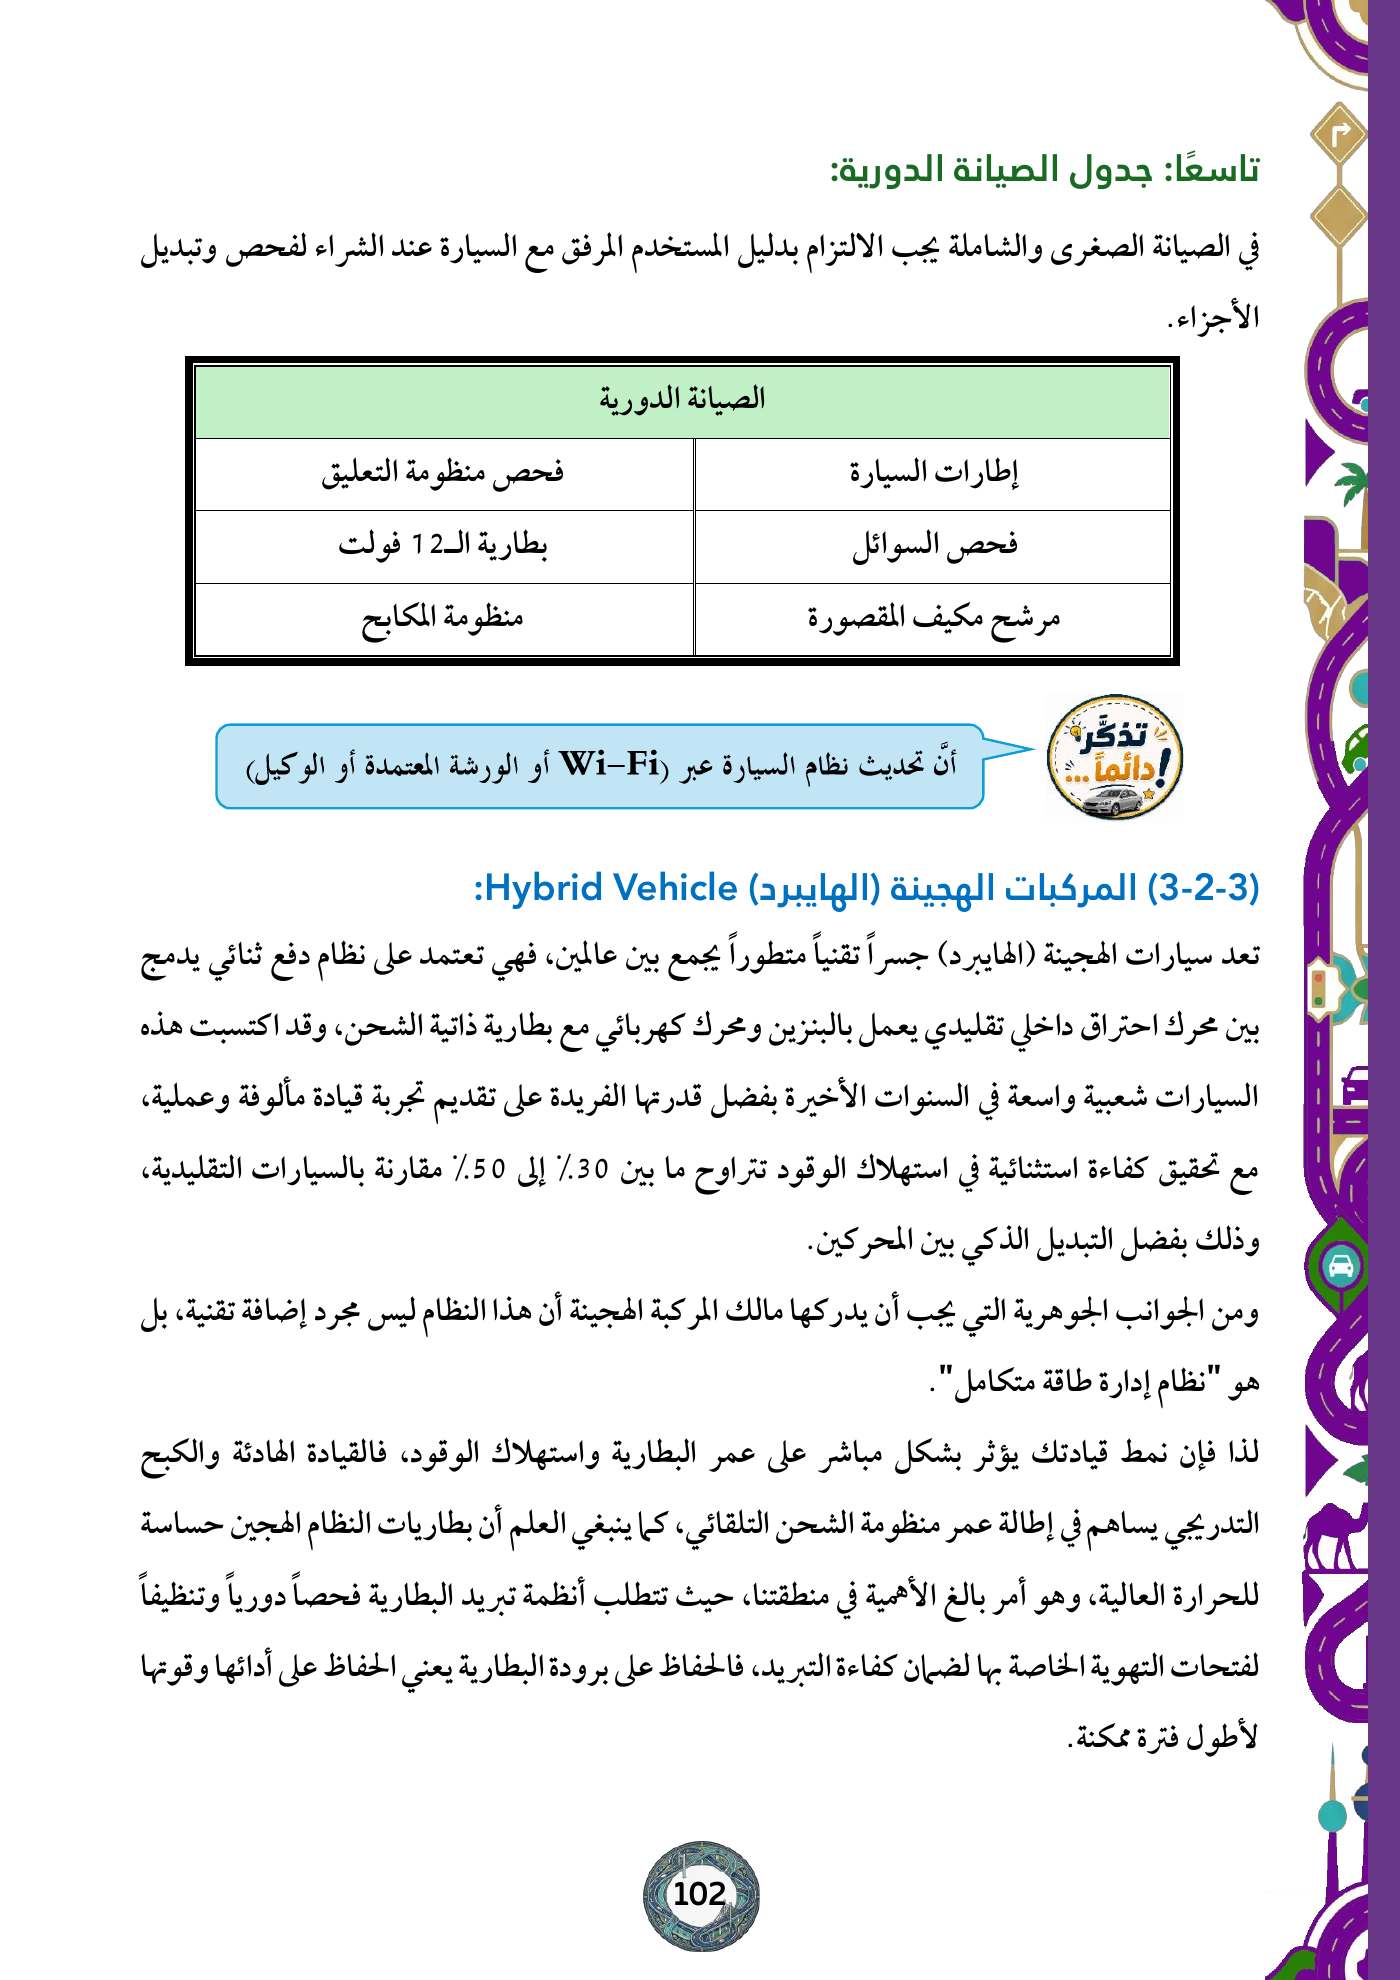 تاسعًا: جدول الصيانة الدورية:
في الصيانة الصغرى والشاملة يجب الالتزام بدليل المستخدم المرفق مع السيارة عند الشراء لفحص وتبديل
الأجزاء.
الصيانة الدورية
إطارات السيارة فحص منظومة التعليق
فحص السوائل بطارية الـ12 فولت
مرشح مكيف المقصورة منظومة المكابح
تذكَّر
دائماً ...!
أنَّ تحديث نظام السيارة عبر (Wi-Fi أو الورشة المعتمدة أو الوكيل)
(3-2-3) المركبات الهجينة (الهايبرد) Hybrid Vehicle:
تعد سيارات الهجينة (الهايبرد) جسراً تقنياً متطوراً يجمع بين عالمين، فهي تعتمد على نظام دفع ثنائي يدمج
بين محرك احتراق داخلي تقليدي يعمل بالبنزين ومحرك كهربائي مع بطارية ذاتية الشحن، وقد اكتسبت هذه
السيارات شعبية واسعة في السنوات الأخيرة بفضل قدرتها الفريدة على تقديم تجربة قيادة مألوفة وعملية،
مع تحقيق كفاءة استثنائية في استهلاك الوقود تتراوح ما بين 30٪ إلى 50٪ مقارنة بالسيارات التقليدية،
وذلك بفضل التبديل الذكي بين المحركين.
ومن الجوانب الجوهرية التي يجب أن يدركها مالك المركبة الهجينة أن هذا النظام ليس مجرد إضافة تقنية، بل
هو "نظام إدارة طاقة متكامل".
لذا فإن نمط قيادتك يؤثر بشكل مباشر على عمر البطارية واستهلاك الوقود، فالقيادة الهادئة والكبح
التدريجي يساهم في إطالة عمر منظومة الشحن التلقائي، كما ينبغي العلم أن بطاريات النظام الهجين حساسة
للحرارة العالية، وهو أمر بالغ الأهمية في منطقتنا، حيث تتطلب أنظمة تبريد البطارية فحصاً دورياً وتنظيفاً
لفتحات التهوية الخاصة بها لضمان كفاءة التبريد، فالحفاظ على برودة البطارية يعني الحفاظ على أدائها وقوتها
لأطول فترة ممكنة.
102